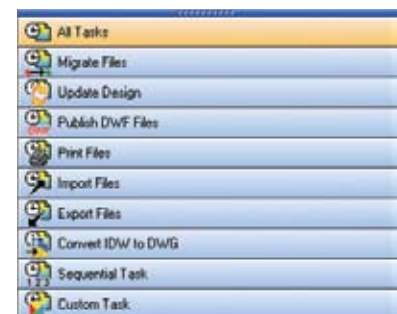 All Tasks
Migrate Files
Update Design
Publish DWF Files
Print Files
Import Files
Export Files
Convert IDW to DWG
Sequential Task
Custom Task